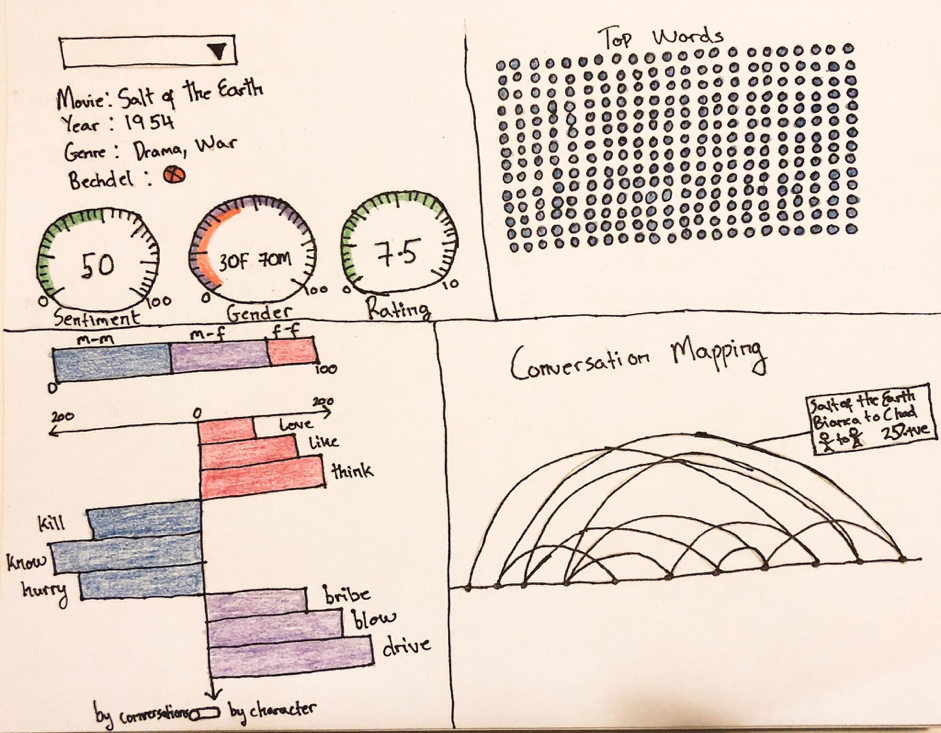 Movie: Salt of the Earth
Year : 1954
Genre : Drama, War
Bechdel :
50
0 100
Sentiment
30F 70M
0 100
Gender
7.5
0 10
Rating
Top Words
m-m m-f f-f
0 100
200 0 200
love
like
think
kill
know
hurry
bribe
blow
drive
by conversations by character
Conversation Mapping
Salt of the Earth
Bianca to Chad
to 25%+ve